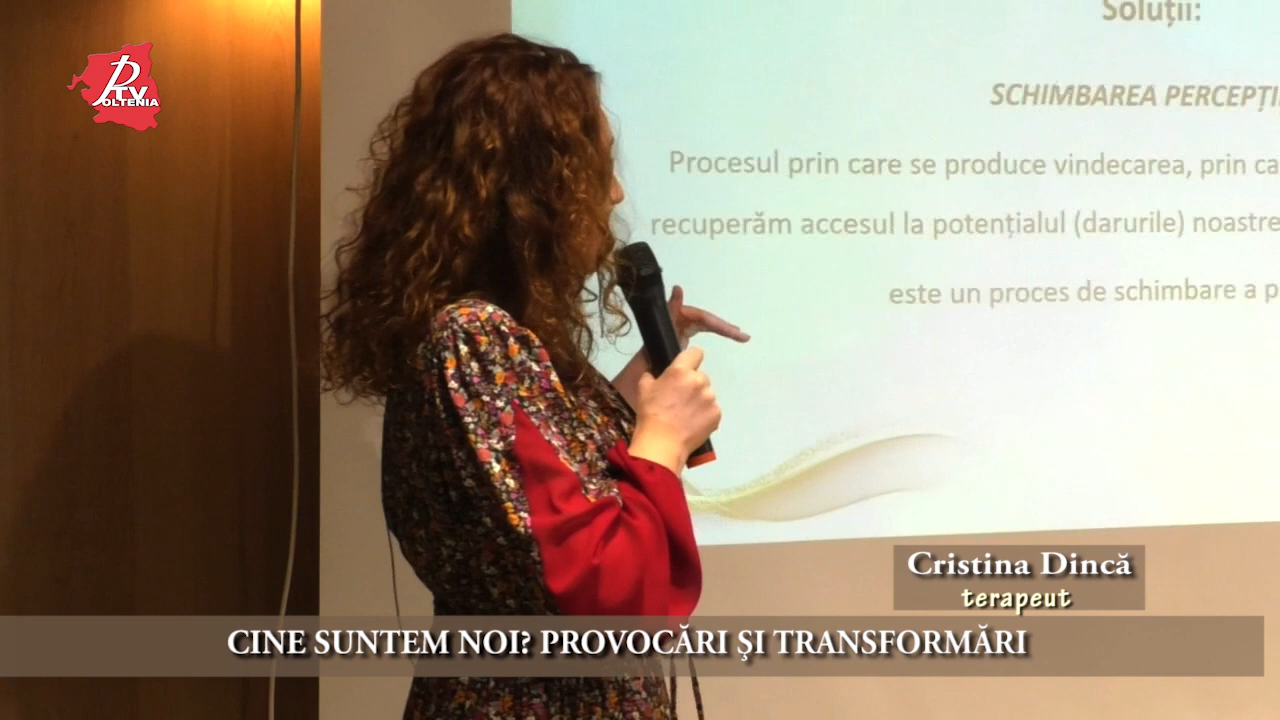 TV
OLTENIA
Soluții:
SCHIMBAREA PERCEPȚI
Procesul prin care se produce vindecarea, prin ca
recuperăm accesul la potențialul (darurile) noastre
este un proces de schimbare a p
Cristina Dincă
terapeut
CINE SUNTEM NOI? PROVOCĂRI ŞI TRANSFORMĂRI